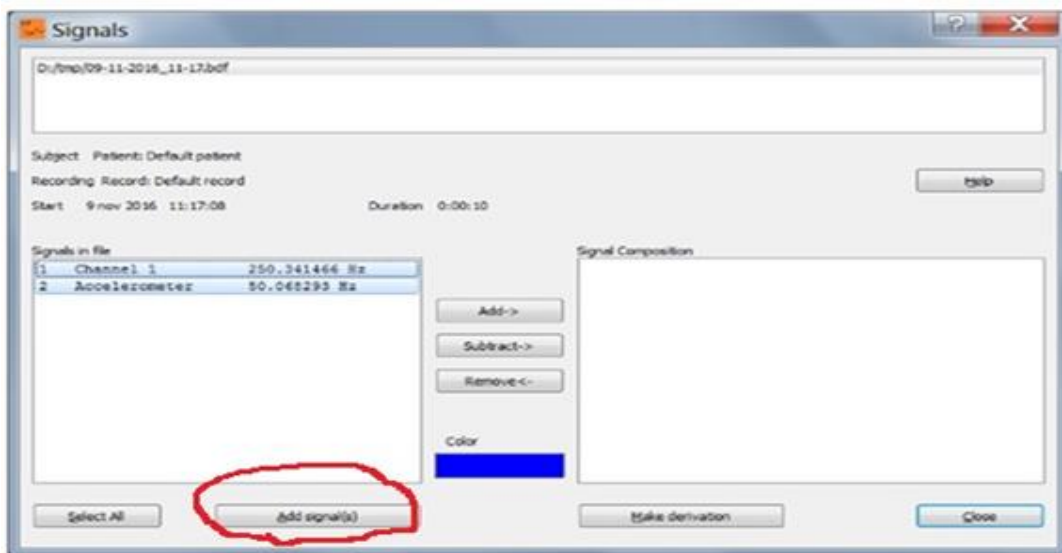 Signals
D:/tmp/09-11-2016_11-17.bdf
Subject Patient: Default patient
Recording Record: Default record
Help
Start 9 nov 2016 11:17:08 Duration 0:00:10
Signals in file
Signal Composition
1 Channel 1 250.341466 Hz
2 Accelerometer 50.068293 Hz
Add->
Subtract->
Remove<-
Color
Select All
Add signal(s)
Make derivation
Close